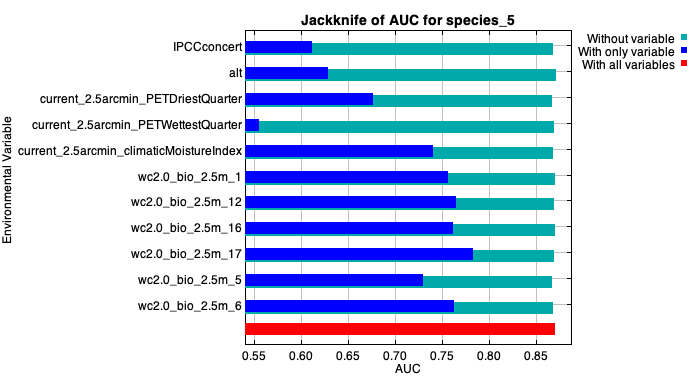 Jackknife of AUC for species_5
Without variable
With only variable
With all variables
Environmental Variable
IPCCconcert
alt
current_2.5arcmin_PETDriestQuarter
current_2.5arcmin_PETWettestQuarter
current_2.5arcmin_climaticMoistureIndex
wc2.0_bio_2.5m_1
wc2.0_bio_2.5m_12
wc2.0_bio_2.5m_16
wc2.0_bio_2.5m_17
wc2.0_bio_2.5m_5
wc2.0_bio_2.5m_6
0.55 0.60 0.65 0.70 0.75 0.80 0.85
AUC